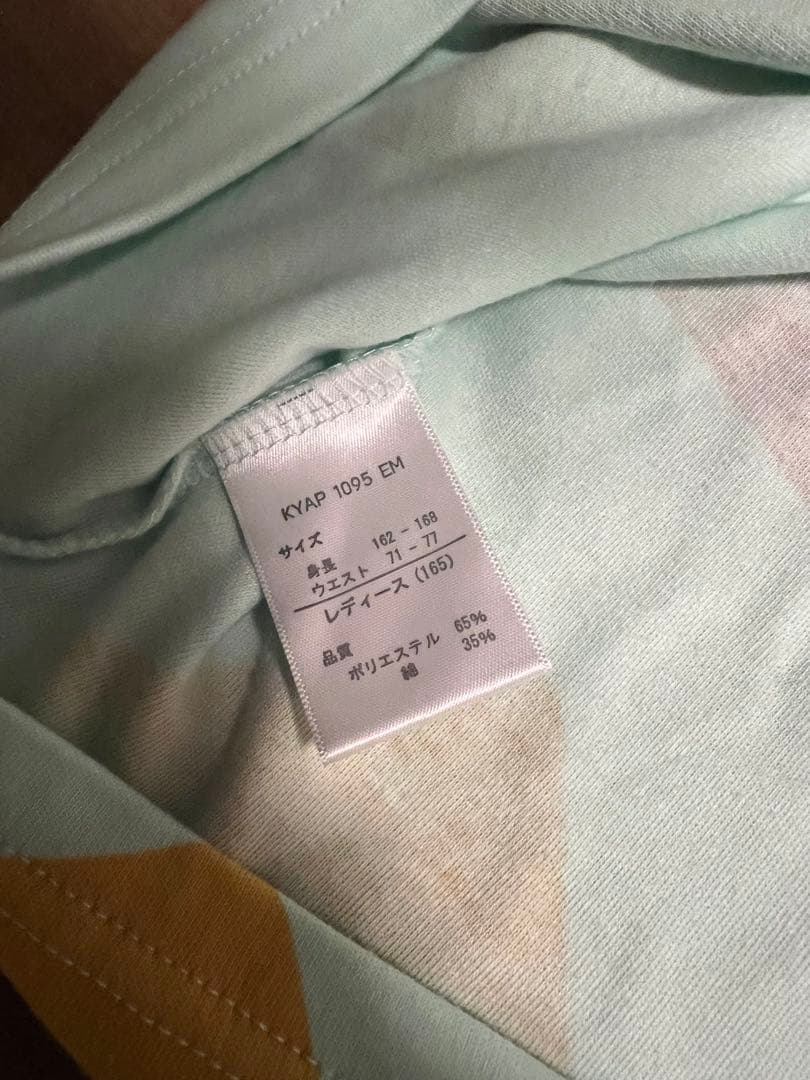 KYAP 1095 EM
サイズ
身長 162 - 168
ウエスト 71 - 77
レディース (165)
品質
ポリエステル 65%
綿 35%